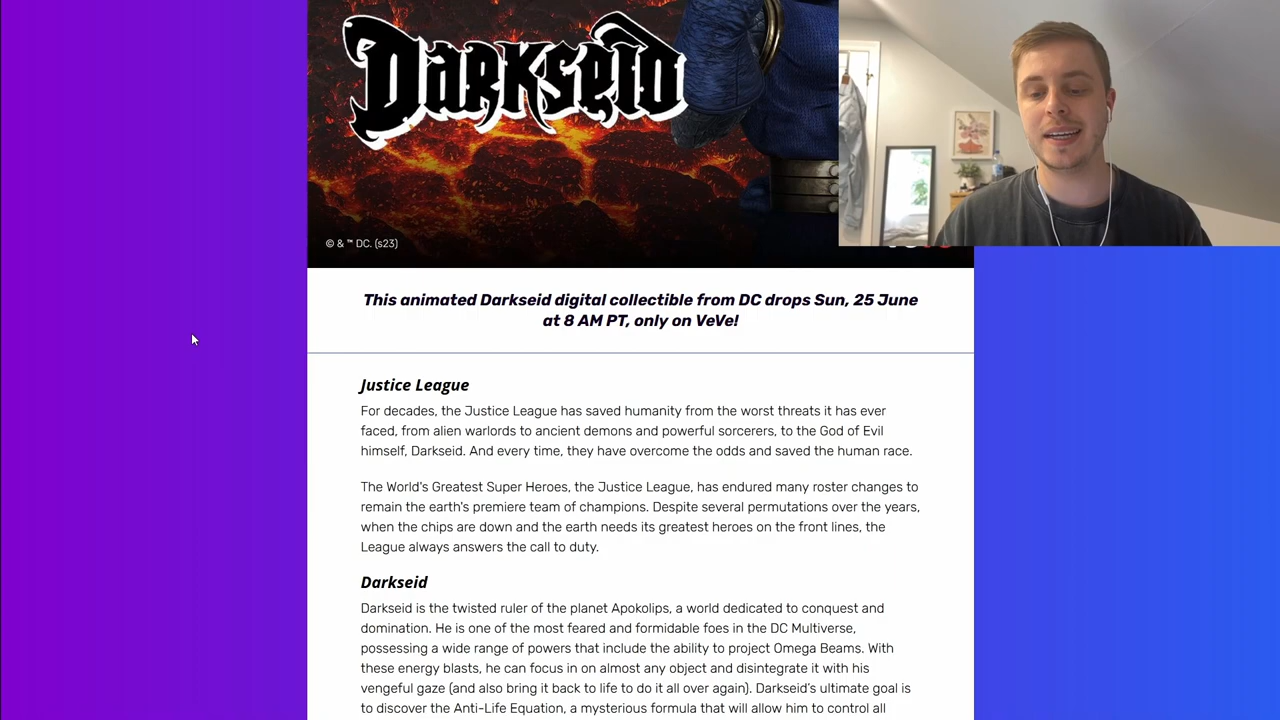 Darkseid
© & ™ DC. (s23)
This animated Darkseid digital collectible from DC drops Sun, 25 June
at 8 AM PT, only on VeVe!
Justice League
For decades, the Justice League has saved humanity from the worst threats it has ever
faced, from alien warlords to ancient demons and powerful sorcerers, to the God of Evil
himself, Darkseid. And every time, they have overcome the odds and saved the human race.
The World's Greatest Super Heroes, the Justice League, has endured many roster changes to
remain the earth's premiere team of champions. Despite several permutations over the years,
when the chips are down and the earth needs its greatest heroes on the front lines, the
League always answers the call to duty.
Darkseid
Darkseid is the twisted ruler of the planet Apokolips, a world dedicated to conquest and
domination. He is one of the most feared and formidable foes in the DC Multiverse,
possessing a wide range of powers that include the ability to project Omega Beams. With
these energy blasts, he can focus in on almost any object and disintegrate it with his
vengeful gaze (and also bring it back to life to do it all over again). Darkseid's ultimate goal is
to discover the Anti-Life Equation, a mysterious formula that will allow him to control all